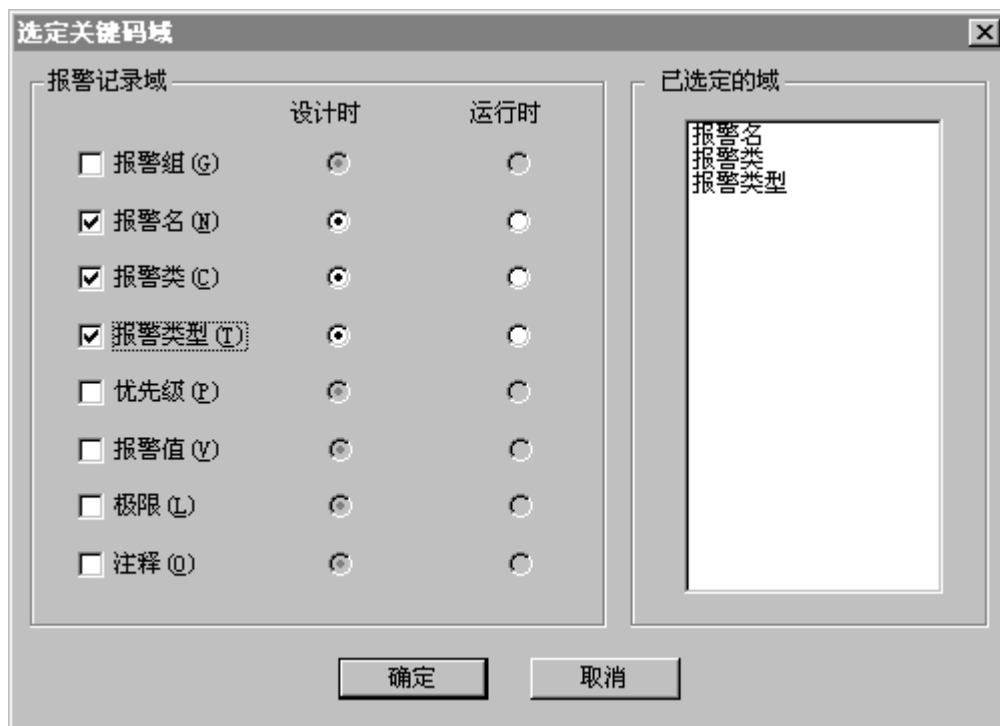 选定关键码域
报警记录域
设计时 运行时
报警组(G)
报警名(N)
报警类(C)
报警类型(T)
优先级(P)
报警值(V)
极限(L)
注释(O)
已选定的域
报警名
报警类
报警类型
确定 取消